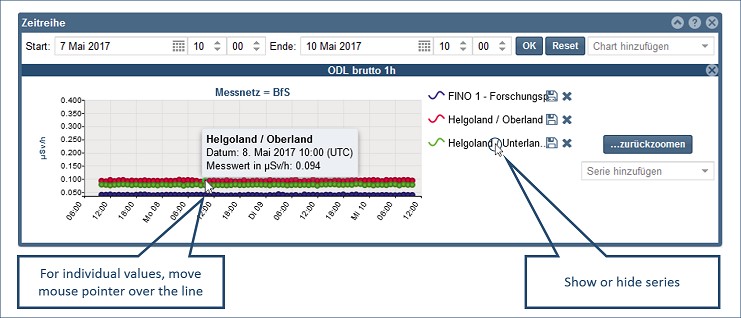 Zeitreihe
Start: 7 Mai 2017 10 00 Ende: 10 Mai 2017 10 00 OK Reset Chart hinzufügen
ODL brutto 1h
Messnetz = BfS
0.400
0.350
0.300
0.250
0.200
0.150
0.100
0.050
µSv/h
06:00
12:00
18:00
Mo 08
06:00
12:00
18:00
Di 09
06:00
12:00
18:00
Mi 10
06:00
12:00
Helgoland / Oberland
Datum: 8. Mai 2017 10:00 (UTC)
Messwert in µSv/h: 0.094
FINO 1 - Forschungsp
Helgoland / Oberland
Helgoland Unterlan...
...zurückzoomen
Serie hinzufügen
For individual values, move
mouse pointer over the line
Show or hide series